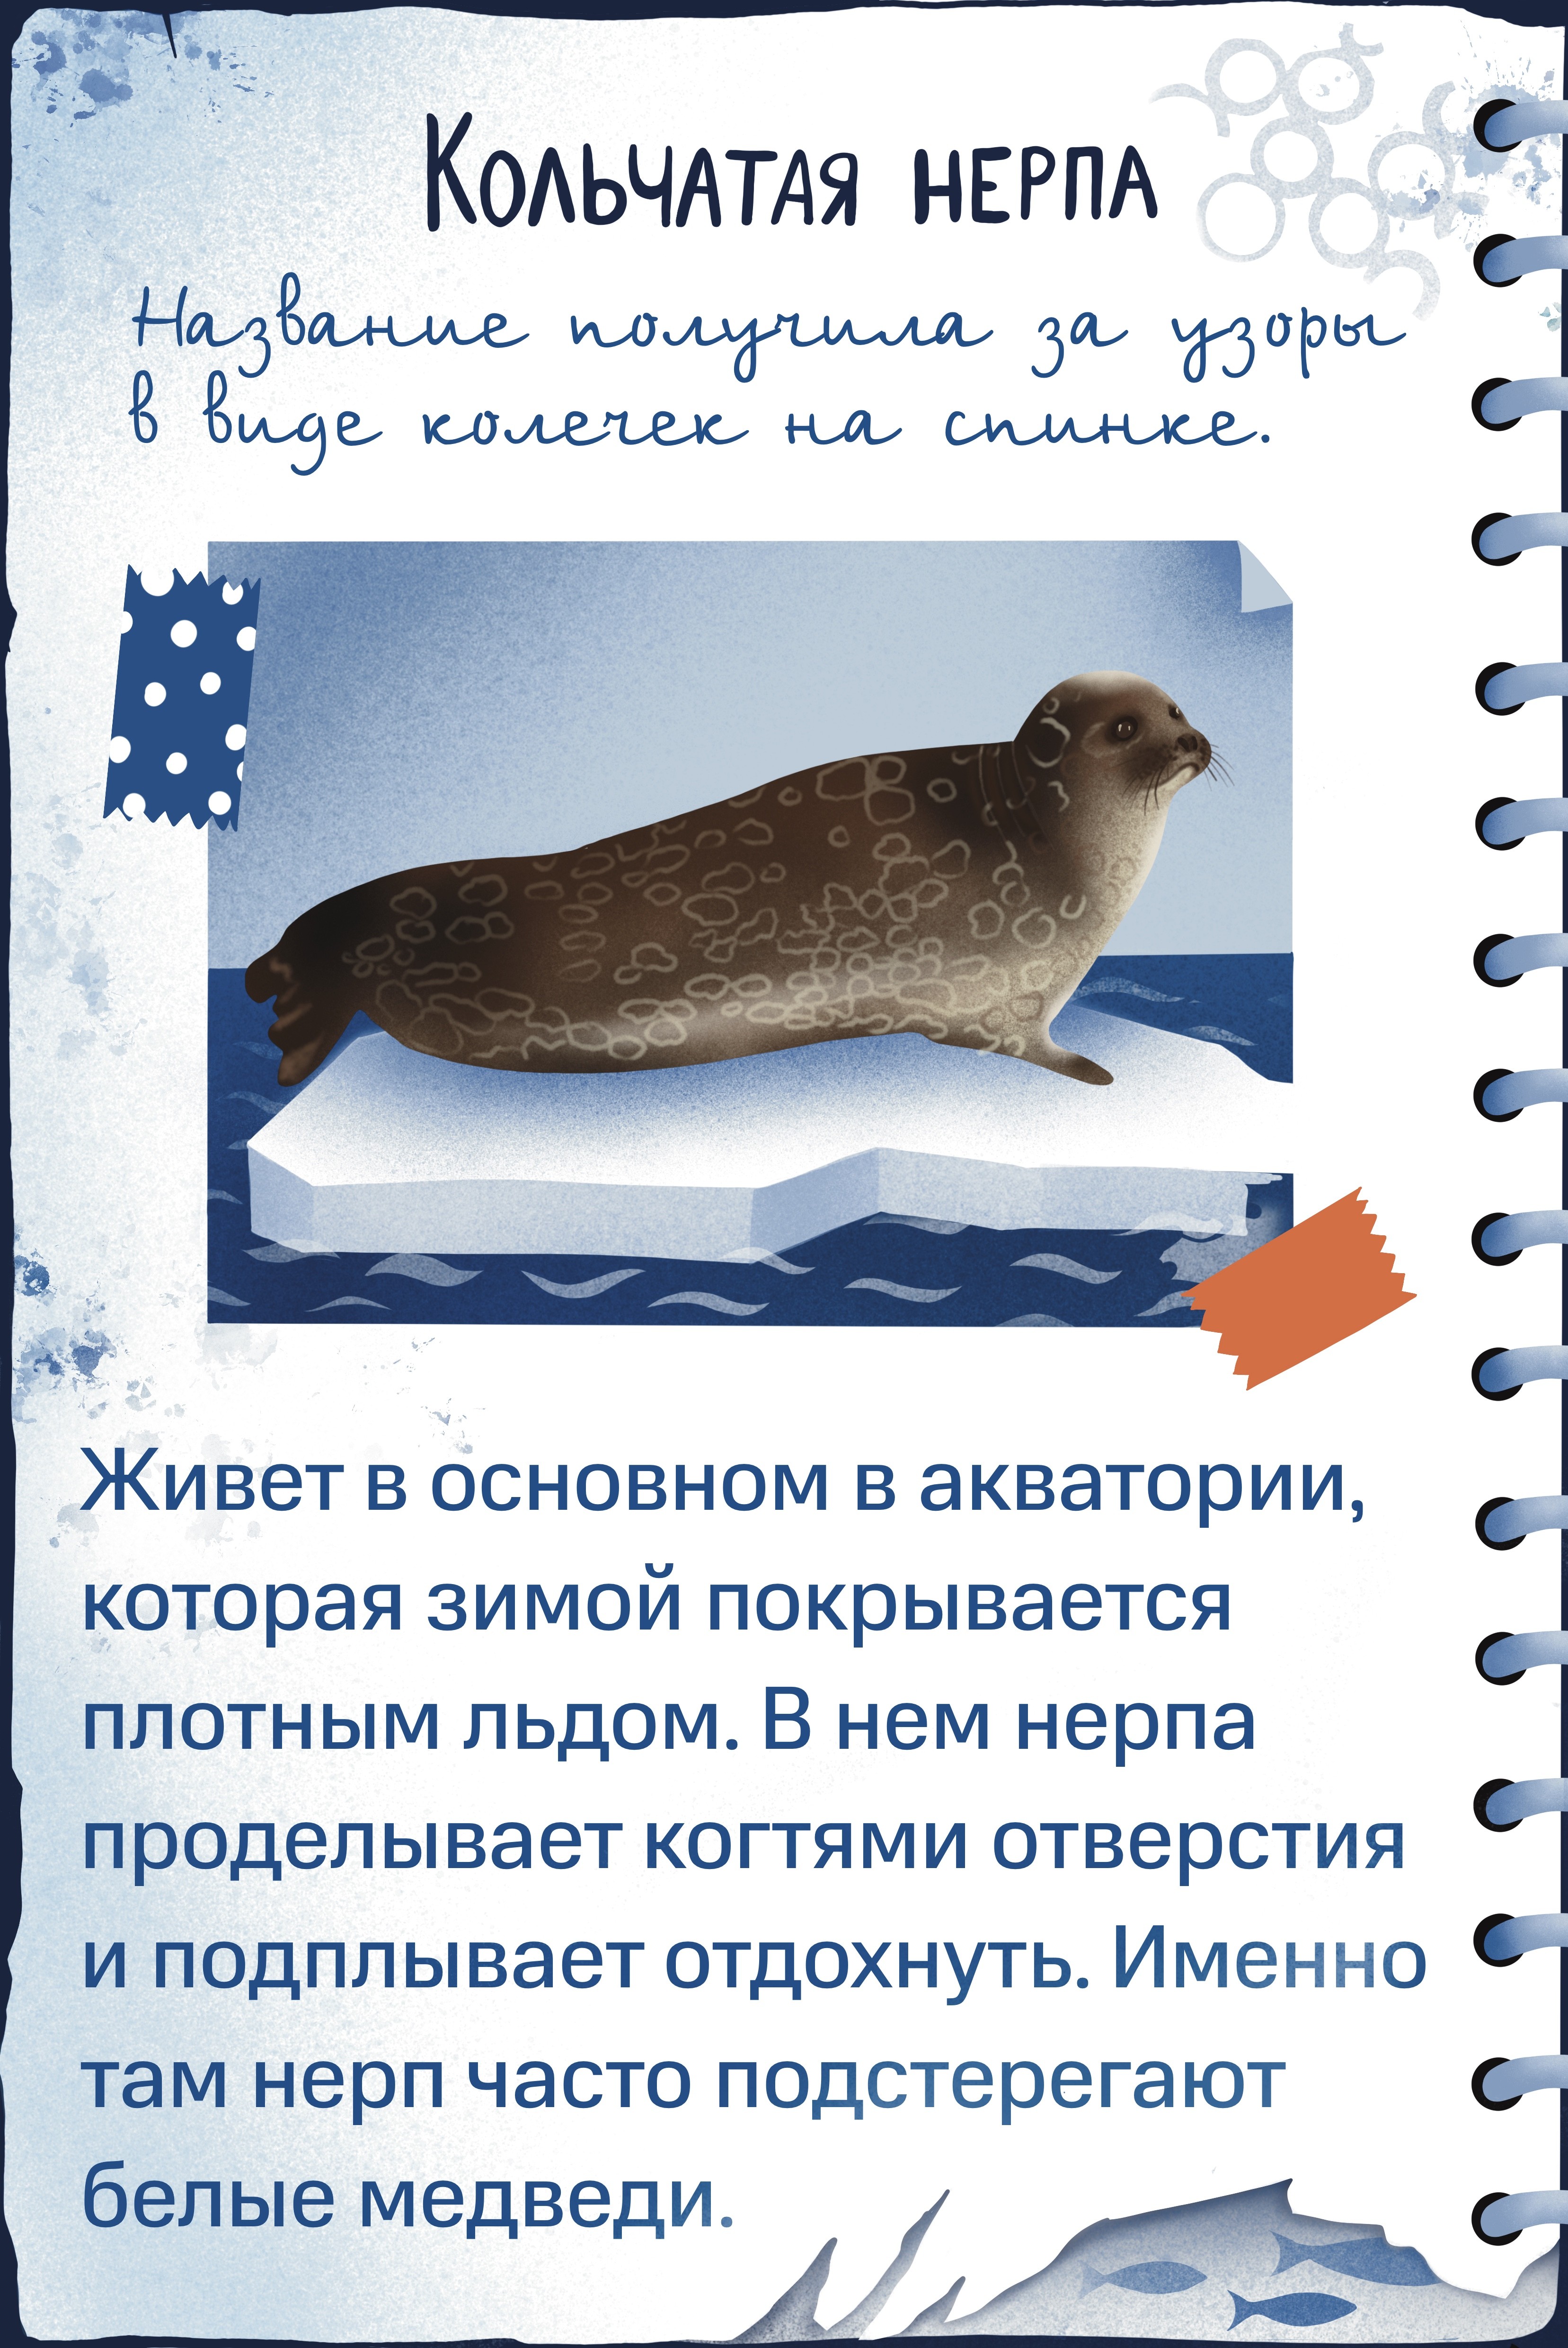 Кольчатая нерпа
Название получила за узоры
в виде колечек на спинке.
Живет в основном в акватории,
которая зимой покрывается
плотным льдом. В нем нерпа
проделывает когтями отверстия
и подплывает отдохнуть. Именно
там нерп часто подстерегают
белые медведи.